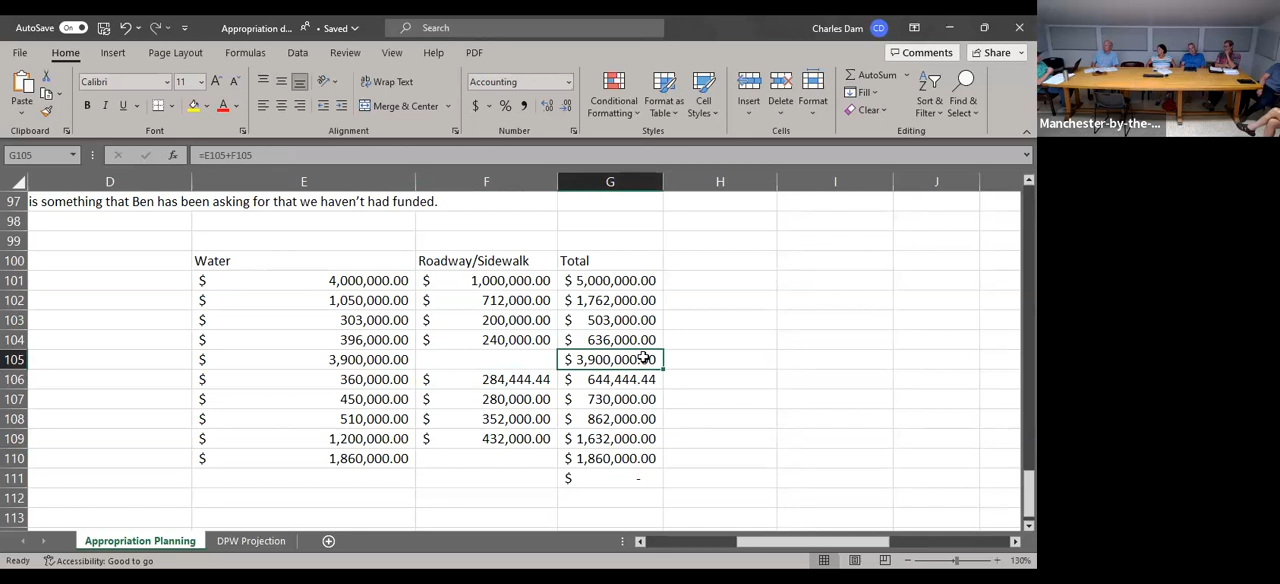 AutoSave On Appropriation d... • Saved Search Charles Dam CD
File Home Insert Page Layout Formulas Data Review View Help PDF Comments Share
Paste Calibri 11 A A Wrap Text Accounting Conditional Formatting Format as Table Cell Styles Insert Delete Format AutoSum Fill Clear Sort & Filter Find & Select
B I U A Merge & Center $ % ,
Clipboard Font Alignment Number Styles Cells Editing
G105 fx =E105+F105
D E F G H I J
97 is something that Ben has been asking for that we haven't had funded.
98
99
100 Water Roadway/Sidewalk Total
101 $ 4,000,000.00 $ 1,000,000.00 $ 5,000,000.00
102 $ 1,050,000.00 $ 712,000.00 $ 1,762,000.00
103 $ 303,000.00 $ 200,000.00 $ 503,000.00
104 $ 396,000.00 $ 240,000.00 $ 636,000.00
105 $ 3,900,000.00 $ 3,900,000.00
106 $ 360,000.00 $ 284,444.44 $ 644,444.44
107 $ 450,000.00 $ 280,000.00 $ 730,000.00
108 $ 510,000.00 $ 352,000.00 $ 862,000.00
109 $ 1,200,000.00 $ 432,000.00 $ 1,632,000.00
110 $ 1,860,000.00 $ 1,860,000.00
111 $ -
112
113
Appropriation Planning DPW Projection
Ready Accessibility: Good to go 130%
Manchester-by-the-...